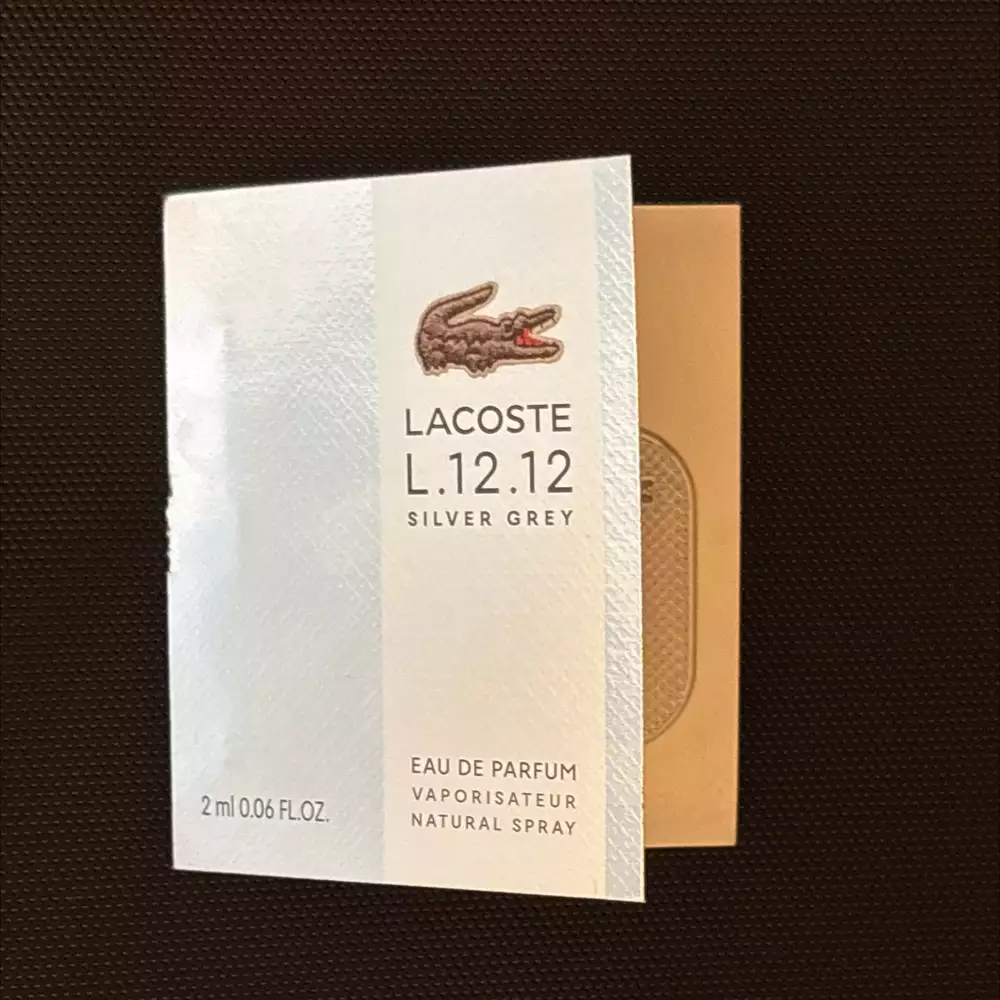 LACOSTE
L.12.12
SILVER GREY
EAU DE PARFUM
VAPORISATEUR
NATURAL SPRAY
2 ml 0.06 FL.OZ.